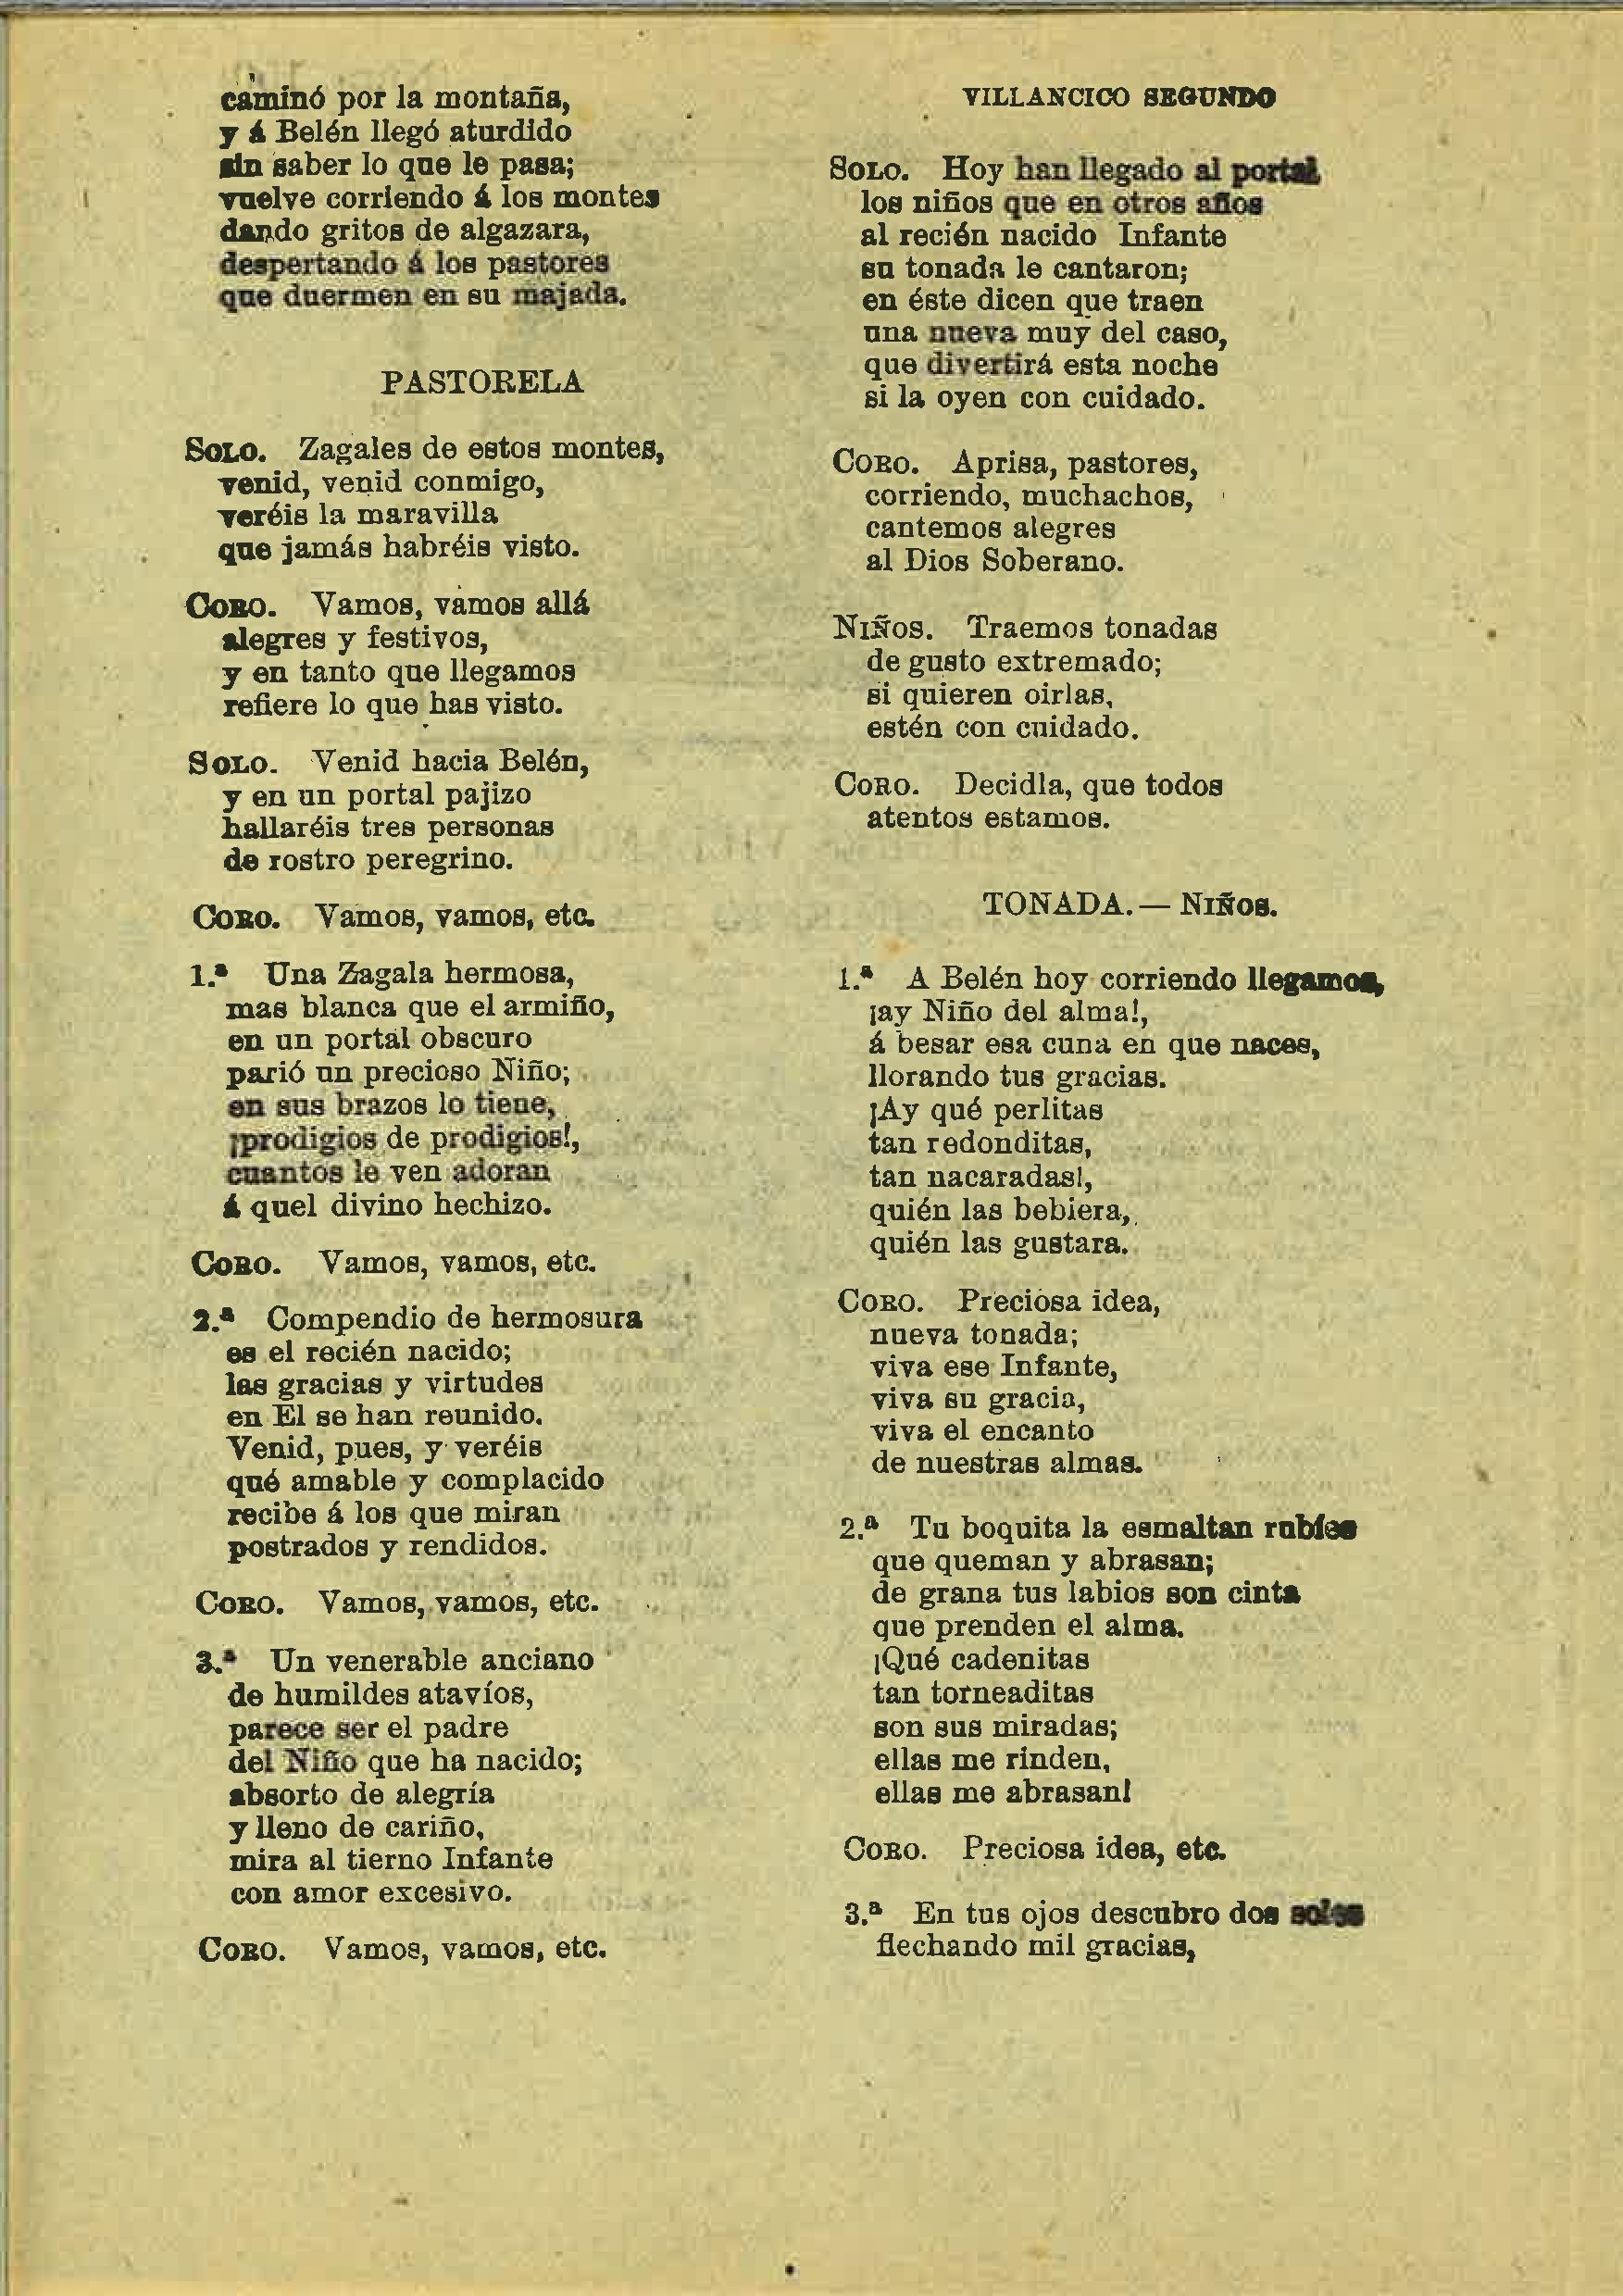 caminó por la montaña,
y á Belén llegó aturdido
sin saber lo que le pasa;
vuelve corriendo á los montes
dando gritos de algazara,
despertando á los pastores
que duermen en su majada.
PASTORELA
SOLO. Zagales de estos montes,
venid, venid conmigo,
veréis la maravilla
que jamás habréis visto.
CORO. Vamos, vamos allá
alegres y festivos,
y en tanto que llegamos
refiere lo que has visto.
SOLO. Venid hacia Belén,
y en un portal pajizo
hallaréis tres personas
de rostro peregrino.
CORO. Vamos, vamos, etc.
1.ª Una Zagala hermosa,
mas blanca que el armiño,
en un portal obscuro
parió un precioso Niño;
en sus brazos lo tiene,
¡prodigios de prodigios!,
cuantos le ven adoran
á quel divino hechizo.
CORO. Vamos, vamos, etc.
2.ª Compendio de hermosura
es el recién nacido;
las gracias y virtudes
en El se han reunido.
Venid, pues, y veréis
qué amable y complacido
recibe á los que miran
postrados y rendidos.
CORO. Vamos, vamos, etc.
3.ª Un venerable anciano
de humildes atavíos,
parece ser el padre
del Niño que ha nacido;
absorto de alegría
y lleno de cariño,
mira al tierno Infante
con amor excesivo.
CORO. Vamos, vamos, etc.
VILLANCICO SEGUNDO
SOLO. Hoy han llegado al portal
los niños que en otros años
al recién nacido Infante
su tonada le cantaron;
en éste dicen que traen
una nueva muy del caso,
que divertirá esta noche
si la oyen con cuidado.
CORO. Aprisa, pastores,
corriendo, muchachos,
cantemos alegres
al Dios Soberano.
NIÑOS. Traemos tonadas
de gusto extremado;
si quieren oirlas,
estén con cuidado.
CORO. Decidla, que todos
atentos estamos.
TONADA.— NIÑOS.
1.ª A Belén hoy corriendo llegamos,
¡ay Niño del alma!,
á besar esa cuna en que naces,
llorando tus gracias.
¡Ay qué perlitas
tan redonditas,
tan nacaradas!,
quién las bebiera,
quién las gustara.
CORO. Preciosa idea,
nueva tonada;
viva ese Infante,
viva su gracia,
viva el encanto
de nuestras almas.
2.ª Tu boquita la esmaltan rubíes
que queman y abrasan;
de grana tus labios son cinta
que prenden el alma.
¡Qué cadenitas
tan torneaditas
son sus miradas;
ellas me rinden,
ellas me abrasan!
CORO. Preciosa idea, etc.
3.ª En tus ojos descubro dos soles
flechando mil gracias,